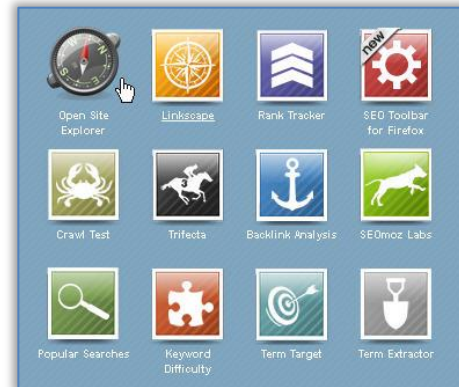 new
Open Site
Explorer
Linkscape
Rank Tracker
SEO Toolbar
for Firefox
3
Crawl Test
Trifecta
Backlink Analysis
SEOmoz Labs
Popular Searches
Keyword
Difficulty
Term Target
Term Extractor